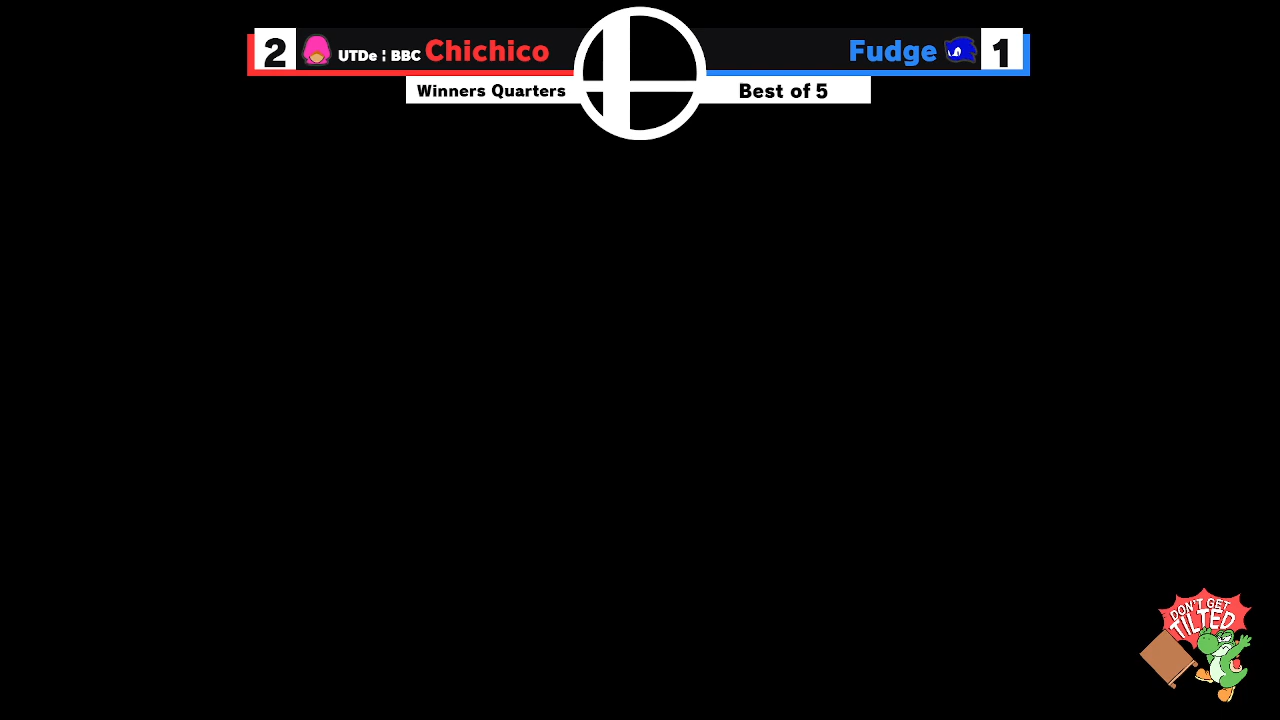 2 UTDe ¦ BBC Chichico Fudge 1
Winners Quarters Best of 5
DON'T GET
TILTED